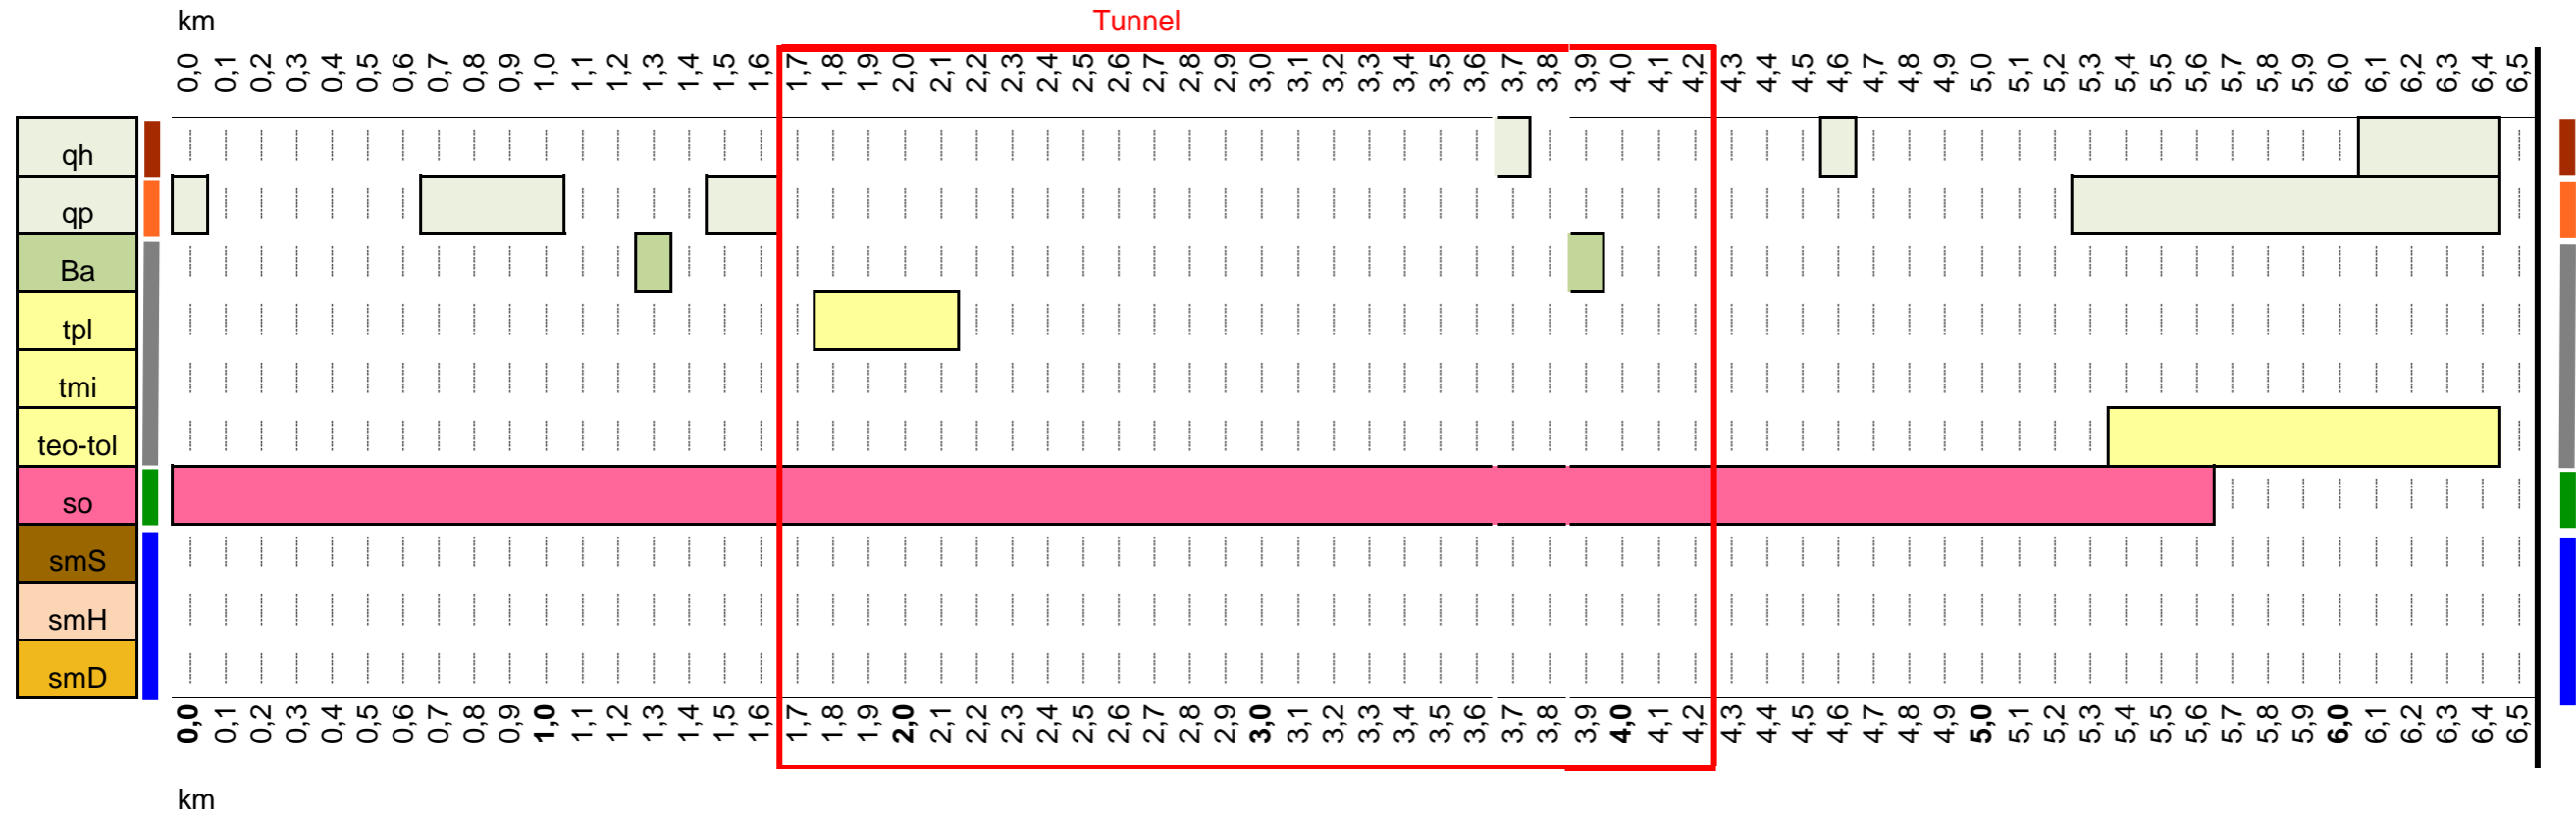 km
Tunnel
0,0 0,1 0,2 0,3 0,4 0,5 0,6 0,7 0,8 0,9 1,0 1,1 1,2 1,3 1,4 1,5 1,6 1,7 1,8 1,9 2,0 2,1 2,2 2,3 2,4 2,5 2,6 2,7 2,8 2,9 3,0 3,1 3,2 3,3 3,4 3,5 3,6 3,7 3,8 3,9 4,0 4,1 4,2 4,3 4,4 4,5 4,6 4,7 4,8 4,9 5,0 5,1 5,2 5,3 5,4 5,5 5,6 5,7 5,8 5,9 6,0 6,1 6,2 6,3 6,4 6,5
qh
qp
Ba
tpl
tmi
teo-tol
so
smS
smH
smD
0,0 0,1 0,2 0,3 0,4 0,5 0,6 0,7 0,8 0,9 1,0 1,1 1,2 1,3 1,4 1,5 1,6 1,7 1,8 1,9 2,0 2,1 2,2 2,3 2,4 2,5 2,6 2,7 2,8 2,9 3,0 3,1 3,2 3,3 3,4 3,5 3,6 3,7 3,8 3,9 4,0 4,1 4,2 4,3 4,4 4,5 4,6 4,7 4,8 4,9 5,0 5,1 5,2 5,3 5,4 5,5 5,6 5,7 5,8 5,9 6,0 6,1 6,2 6,3 6,4 6,5
km